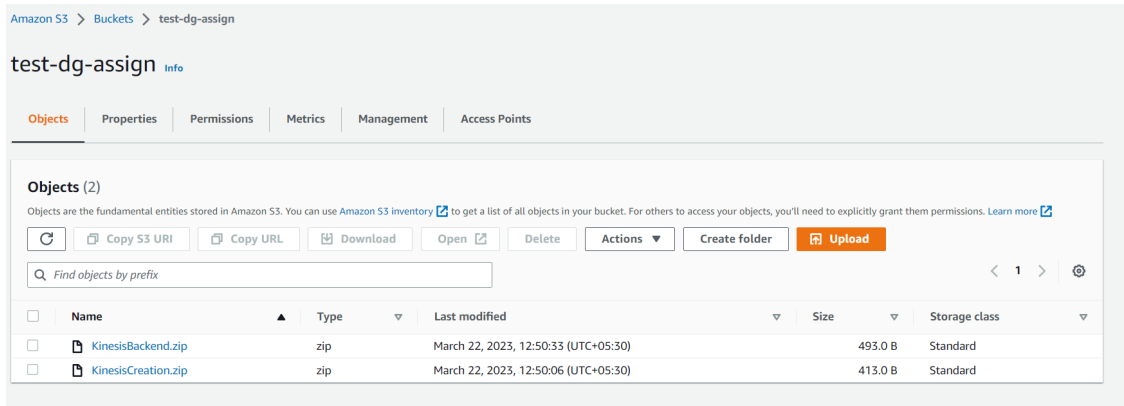 Amazon S3 > Buckets > test-dg-assign
test-dg-assign Info
Objects Properties Permissions Metrics Management Access Points
Objects (2)
Objects are the fundamental entities stored in Amazon S3. You can use Amazon S3 inventory to get a list of all objects in your bucket. For others to access your objects, you'll need to explicitly grant them permissions. Learn more
Copy S3 URI Copy URL Download Open Delete Actions Create folder Upload
Find objects by prefix
1
Name Type Last modified Size Storage class
KinesisBackend.zip zip March 22, 2023, 12:50:33 (UTC+05:30) 493.0 B Standard
KinesisCreation.zip zip March 22, 2023, 12:50:06 (UTC+05:30) 413.0 B Standard